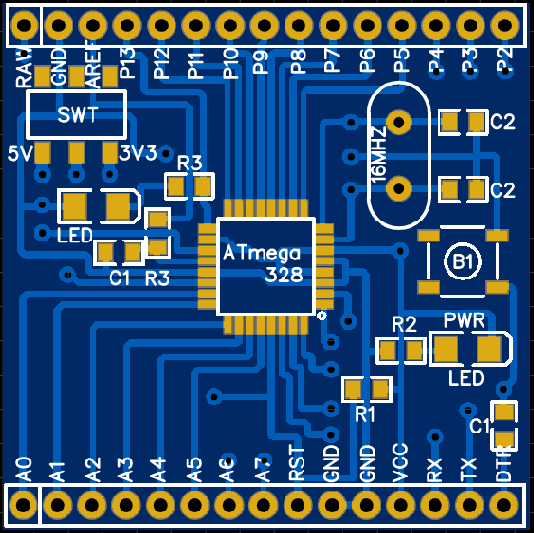 RAW GND AREF P13 P12 P11 P10 P9 P8 P7 P6 P5 P4 P3 P2
SWT
16MHZ
C2
5V
3V3
R3
C2
LED
ATmega
328
B1
C1
R3
R2
PWR
LED
R1
C1
A0 A1 A2 A3 A4 A5 A6 A7 RST GND GND VCC RX TX DTR